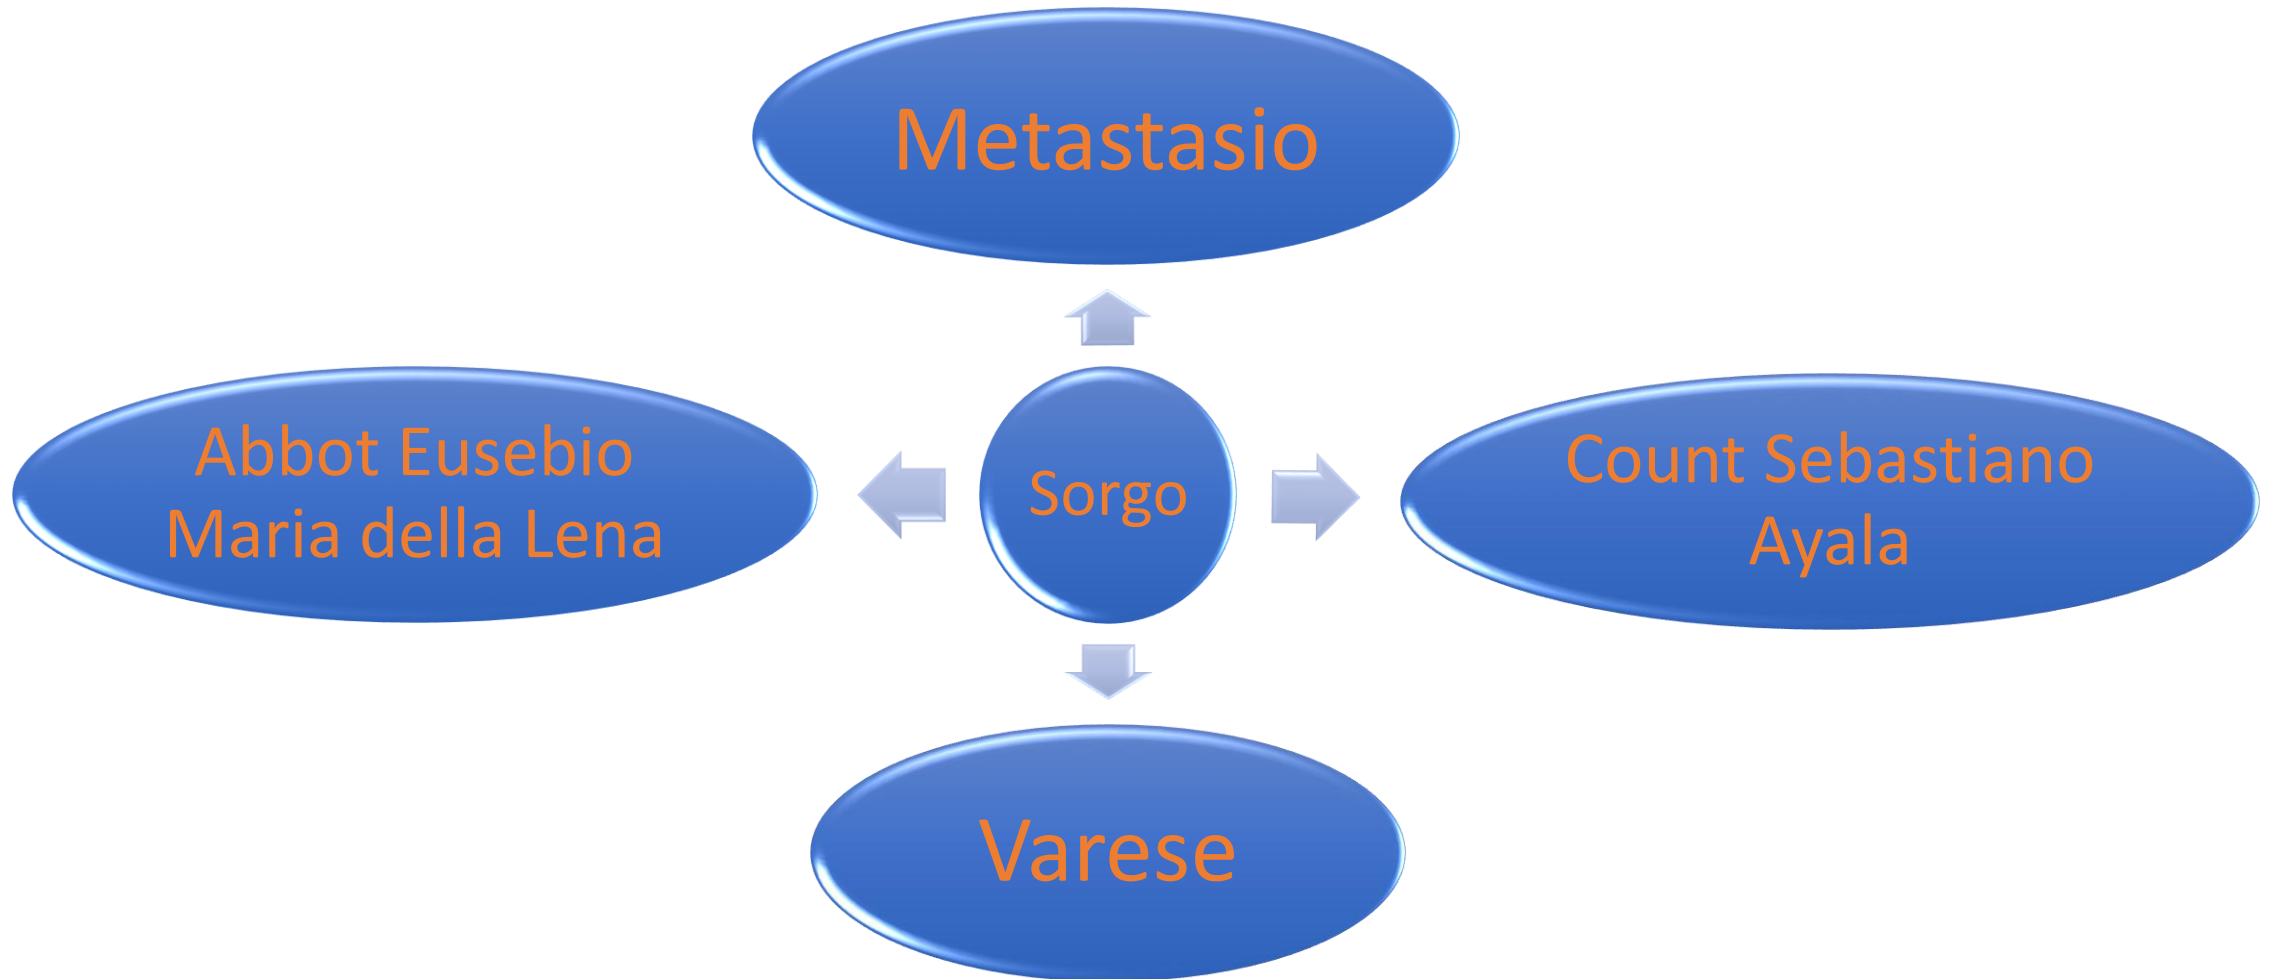 Metastasio
Abbot Eusebio
Maria della Lena
Sorgo
Count Sebastiano
Ayala
Varese